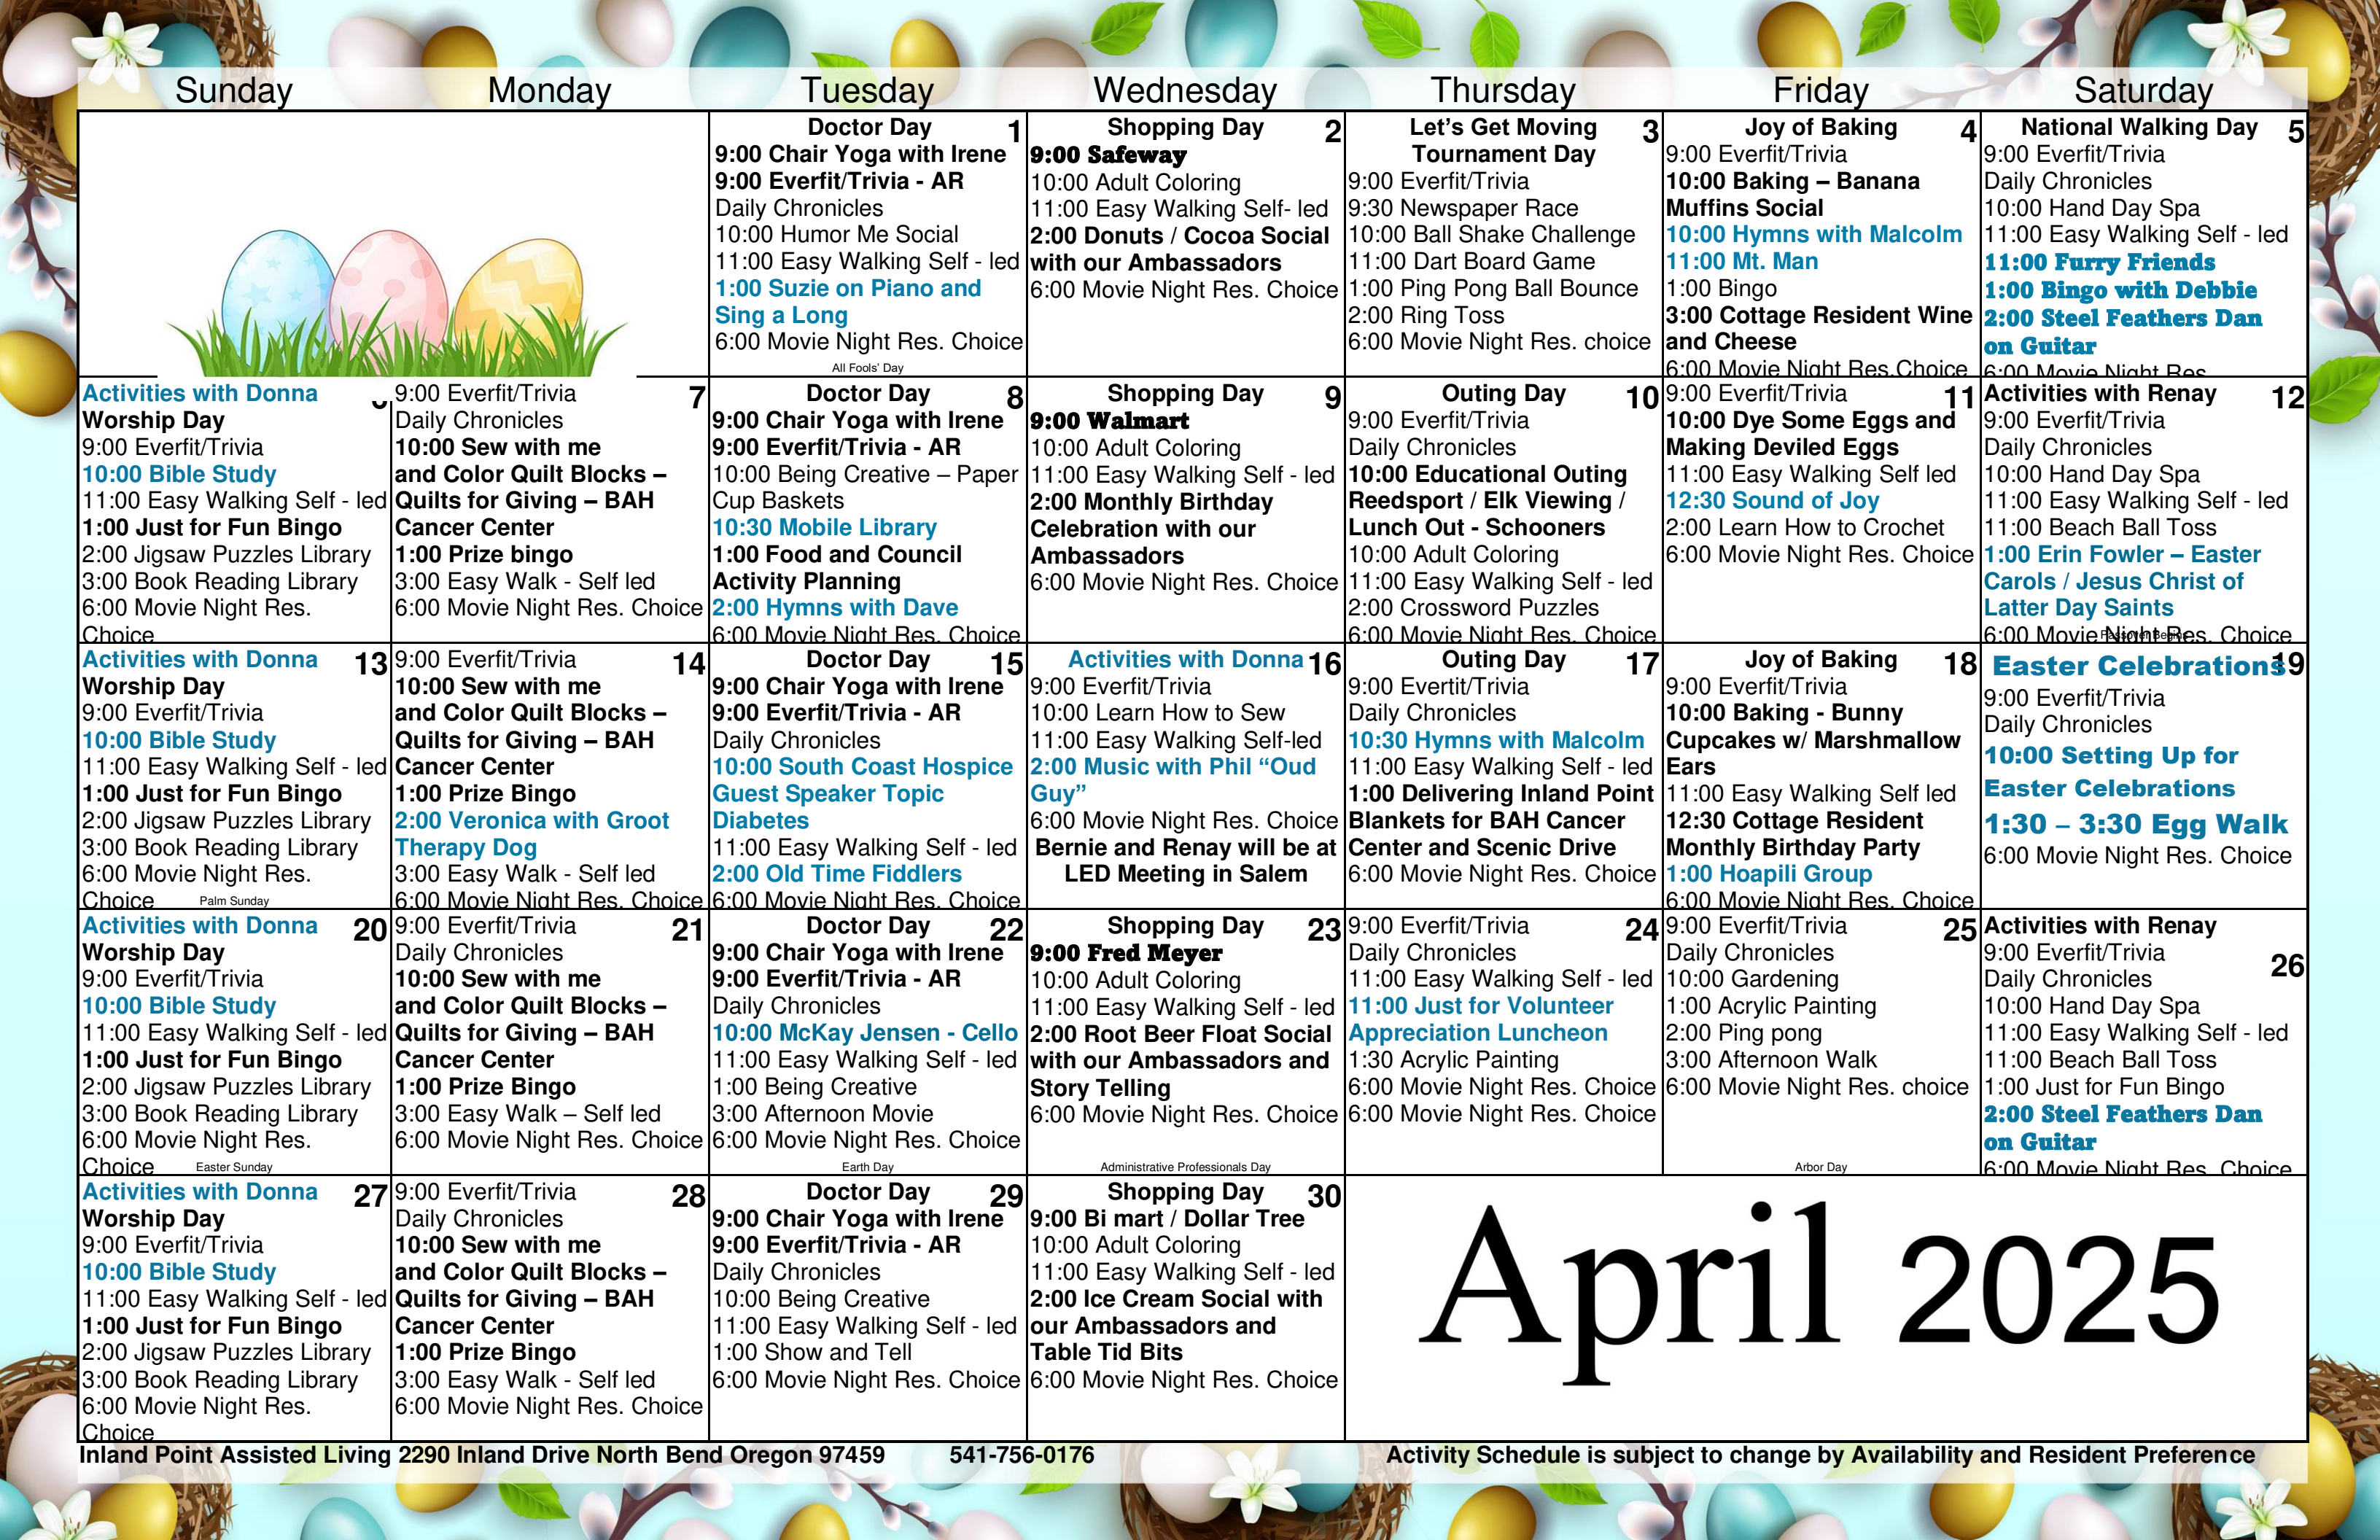 Sunday Monday Tuesday Wednesday Thursday Friday Saturday
Doctor Day 1
9:00 Chair Yoga with Irene
9:00 Everfit/Trivia - AR
Daily Chronicles
10:00 Humor Me Social
11:00 Easy Walking Self - led
1:00 Suzie on Piano and
Sing a Long
6:00 Movie Night Res. Choice
All Fools' Day
Shopping Day 2
9:00 Safeway
10:00 Adult Coloring
11:00 Easy Walking Self- led
2:00 Donuts / Cocoa Social
with our Ambassadors
6:00 Movie Night Res. Choice
Let's Get Moving 3
Tournament Day
9:00 Everfit/Trivia
9:30 Newspaper Race
10:00 Ball Shake Challenge
11:00 Dart Board Game
1:00 Ping Pong Ball Bounce
2:00 Ring Toss
6:00 Movie Night Res. choice
Joy of Baking 4
9:00 Everfit/Trivia
10:00 Baking – Banana
Muffins Social
10:00 Hymns with Malcolm
11:00 Mt. Man
1:00 Bingo
3:00 Cottage Resident Wine
and Cheese
6:00 Movie Night Res.Choice
National Walking Day 5
9:00 Everfit/Trivia
Daily Chronicles
10:00 Hand Day Spa
11:00 Easy Walking Self - led
11:00 Furry Friends
1:00 Bingo with Debbie
2:00 Steel Feathers Dan
on Guitar
6:00 Movie Night Res
Activities with Donna
Worship Day
9:00 Everfit/Trivia
10:00 Bible Study
11:00 Easy Walking Self - led
1:00 Just for Fun Bingo
2:00 Jigsaw Puzzles Library
3:00 Book Reading Library
6:00 Movie Night Res.
Choice
9:00 Everfit/Trivia 7
Daily Chronicles
10:00 Sew with me
and Color Quilt Blocks –
Quilts for Giving – BAH
Cancer Center
1:00 Prize bingo
3:00 Easy Walk - Self led
6:00 Movie Night Res. Choice
Doctor Day 8
9:00 Chair Yoga with Irene
9:00 Everfit/Trivia - AR
10:00 Being Creative – Paper
Cup Baskets
10:30 Mobile Library
1:00 Food and Council
Activity Planning
2:00 Hymns with Dave
6:00 Movie Night Res. Choice
Shopping Day 9
9:00 Walmart
10:00 Adult Coloring
11:00 Easy Walking Self - led
2:00 Monthly Birthday
Celebration with our
Ambassadors
6:00 Movie Night Res. Choice
Outing Day 10
9:00 Everfit/Trivia
Daily Chronicles
10:00 Educational Outing
Reedsport / Elk Viewing /
Lunch Out - Schooners
10:00 Adult Coloring
11:00 Easy Walking Self - led
2:00 Crossword Puzzles
6:00 Movie Night Res. Choice
9:00 Everfit/Trivia 11
10:00 Dye Some Eggs and
Making Deviled Eggs
11:00 Easy Walking Self led
12:30 Sound of Joy
2:00 Learn How to Crochet
6:00 Movie Night Res. Choice
Activities with Renay 12
9:00 Everfit/Trivia
Daily Chronicles
10:00 Hand Day Spa
11:00 Easy Walking Self - led
11:00 Beach Ball Toss
1:00 Erin Fowler – Easter
Carols / Jesus Christ of
Latter Day Saints
6:00 Movie Night Res. Choice
Passover Begins
Activities with Donna 13
Worship Day
9:00 Everfit/Trivia
10:00 Bible Study
11:00 Easy Walking Self - led
1:00 Just for Fun Bingo
2:00 Jigsaw Puzzles Library
3:00 Book Reading Library
6:00 Movie Night Res.
Choice
Palm Sunday
9:00 Everfit/Trivia 14
10:00 Sew with me
and Color Quilt Blocks –
Quilts for Giving – BAH
Cancer Center
1:00 Prize Bingo
2:00 Veronica with Groot
Therapy Dog
3:00 Easy Walk - Self led
6:00 Movie Night Res. Choice
Doctor Day 15
9:00 Chair Yoga with Irene
9:00 Everfit/Trivia - AR
Daily Chronicles
10:00 South Coast Hospice
Guest Speaker Topic
Diabetes
11:00 Easy Walking Self - led
2:00 Old Time Fiddlers
6:00 Movie Night Res. Choice
Activities with Donna 16
9:00 Everfit/Trivia
10:00 Learn How to Sew
11:00 Easy Walking Self-led
2:00 Music with Phil “Oud
Guy”
6:00 Movie Night Res. Choice
Bernie and Renay will be at
LED Meeting in Salem
Outing Day 17
9:00 Evertit/Trivia
Daily Chronicles
10:30 Hymns with Malcolm
11:00 Easy Walking Self - led
1:00 Delivering Inland Point
Blankets for BAH Cancer
Center and Scenic Drive
6:00 Movie Night Res. Choice
Joy of Baking 18
9:00 Everfit/Trivia
10:00 Baking - Bunny
Cupcakes w/ Marshmallow
Ears
11:00 Easy Walking Self led
12:30 Cottage Resident
Monthly Birthday Party
1:00 Hoapili Group
6:00 Movie Night Res. Choice
Easter Celebrations 19
9:00 Everfit/Trivia
Daily Chronicles
10:00 Setting Up for
Easter Celebrations
1:30 – 3:30 Egg Walk
6:00 Movie Night Res. Choice
Activities with Donna 20
Worship Day
9:00 Everfit/Trivia
10:00 Bible Study
11:00 Easy Walking Self - led
1:00 Just for Fun Bingo
2:00 Jigsaw Puzzles Library
3:00 Book Reading Library
6:00 Movie Night Res.
Choice
Easter Sunday
9:00 Everfit/Trivia 21
Daily Chronicles
10:00 Sew with me
and Color Quilt Blocks –
Quilts for Giving – BAH
Cancer Center
1:00 Prize Bingo
3:00 Easy Walk – Self led
6:00 Movie Night Res. Choice
Doctor Day 22
9:00 Chair Yoga with Irene
9:00 Everfit/Trivia - AR
Daily Chronicles
10:00 McKay Jensen - Cello
11:00 Easy Walking Self - led
1:00 Being Creative
3:00 Afternoon Movie
6:00 Movie Night Res. Choice
Earth Day
Shopping Day 23
9:00 Fred Meyer
10:00 Adult Coloring
11:00 Easy Walking Self - led
2:00 Root Beer Float Social
with our Ambassadors and
Story Telling
6:00 Movie Night Res. Choice
Administrative Professionals Day
9:00 Everfit/Trivia 24
Daily Chronicles
11:00 Easy Walking Self - led
11:00 Just for Volunteer
Appreciation Luncheon
1:30 Acrylic Painting
6:00 Movie Night Res. Choice
6:00 Movie Night Res. Choice
9:00 Everfit/Trivia 25
Daily Chronicles
10:00 Gardening
1:00 Acrylic Painting
2:00 Ping pong
3:00 Afternoon Walk
6:00 Movie Night Res. choice
Arbor Day
Activities with Renay
9:00 Everfit/Trivia 26
Daily Chronicles
10:00 Hand Day Spa
11:00 Easy Walking Self - led
11:00 Beach Ball Toss
1:00 Just for Fun Bingo
2:00 Steel Feathers Dan
on Guitar
6:00 Movie Night Res. Choice
Activities with Donna 27
Worship Day
9:00 Everfit/Trivia
10:00 Bible Study
11:00 Easy Walking Self - led
1:00 Just for Fun Bingo
2:00 Jigsaw Puzzles Library
3:00 Book Reading Library
6:00 Movie Night Res.
Choice
9:00 Everfit/Trivia 28
Daily Chronicles
10:00 Sew with me
and Color Quilt Blocks –
Quilts for Giving – BAH
Cancer Center
1:00 Prize Bingo
3:00 Easy Walk - Self led
6:00 Movie Night Res. Choice
Doctor Day 29
9:00 Chair Yoga with Irene
9:00 Everfit/Trivia - AR
Daily Chronicles
10:00 Being Creative
11:00 Easy Walking Self - led
1:00 Show and Tell
6:00 Movie Night Res. Choice
Shopping Day 30
9:00 Bi mart / Dollar Tree
10:00 Adult Coloring
11:00 Easy Walking Self - led
2:00 Ice Cream Social with
our Ambassadors and
Table Tid Bits
6:00 Movie Night Res. Choice
April 2025
Inland Point Assisted Living 2290 Inland Drive North Bend Oregon 97459 541-756-0176 Activity Schedule is subject to change by Availability and Resident Preference